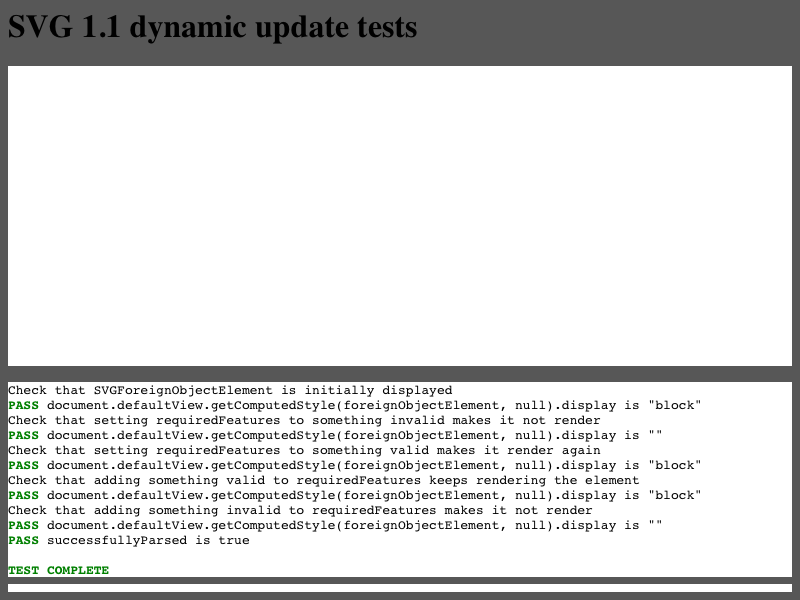 SVG 1.1 dynamic update tests
Check that SVGForeignObjectElement is initially displayed
PASS document.defaultView.getComputedStyle(foreignObjectElement, null).display is "block"
Check that setting requiredFeatures to something invalid makes it not render
PASS document.defaultView.getComputedStyle(foreignObjectElement, null).display is ""
Check that setting requiredFeatures to something valid makes it render again
PASS document.defaultView.getComputedStyle(foreignObjectElement, null).display is "block"
Check that adding something valid to requiredFeatures keeps rendering the element
PASS document.defaultView.getComputedStyle(foreignObjectElement, null).display is "block"
Check that adding something invalid to requiredFeatures makes it not render
PASS document.defaultView.getComputedStyle(foreignObjectElement, null).display is ""
PASS successfullyParsed is true
TEST COMPLETE